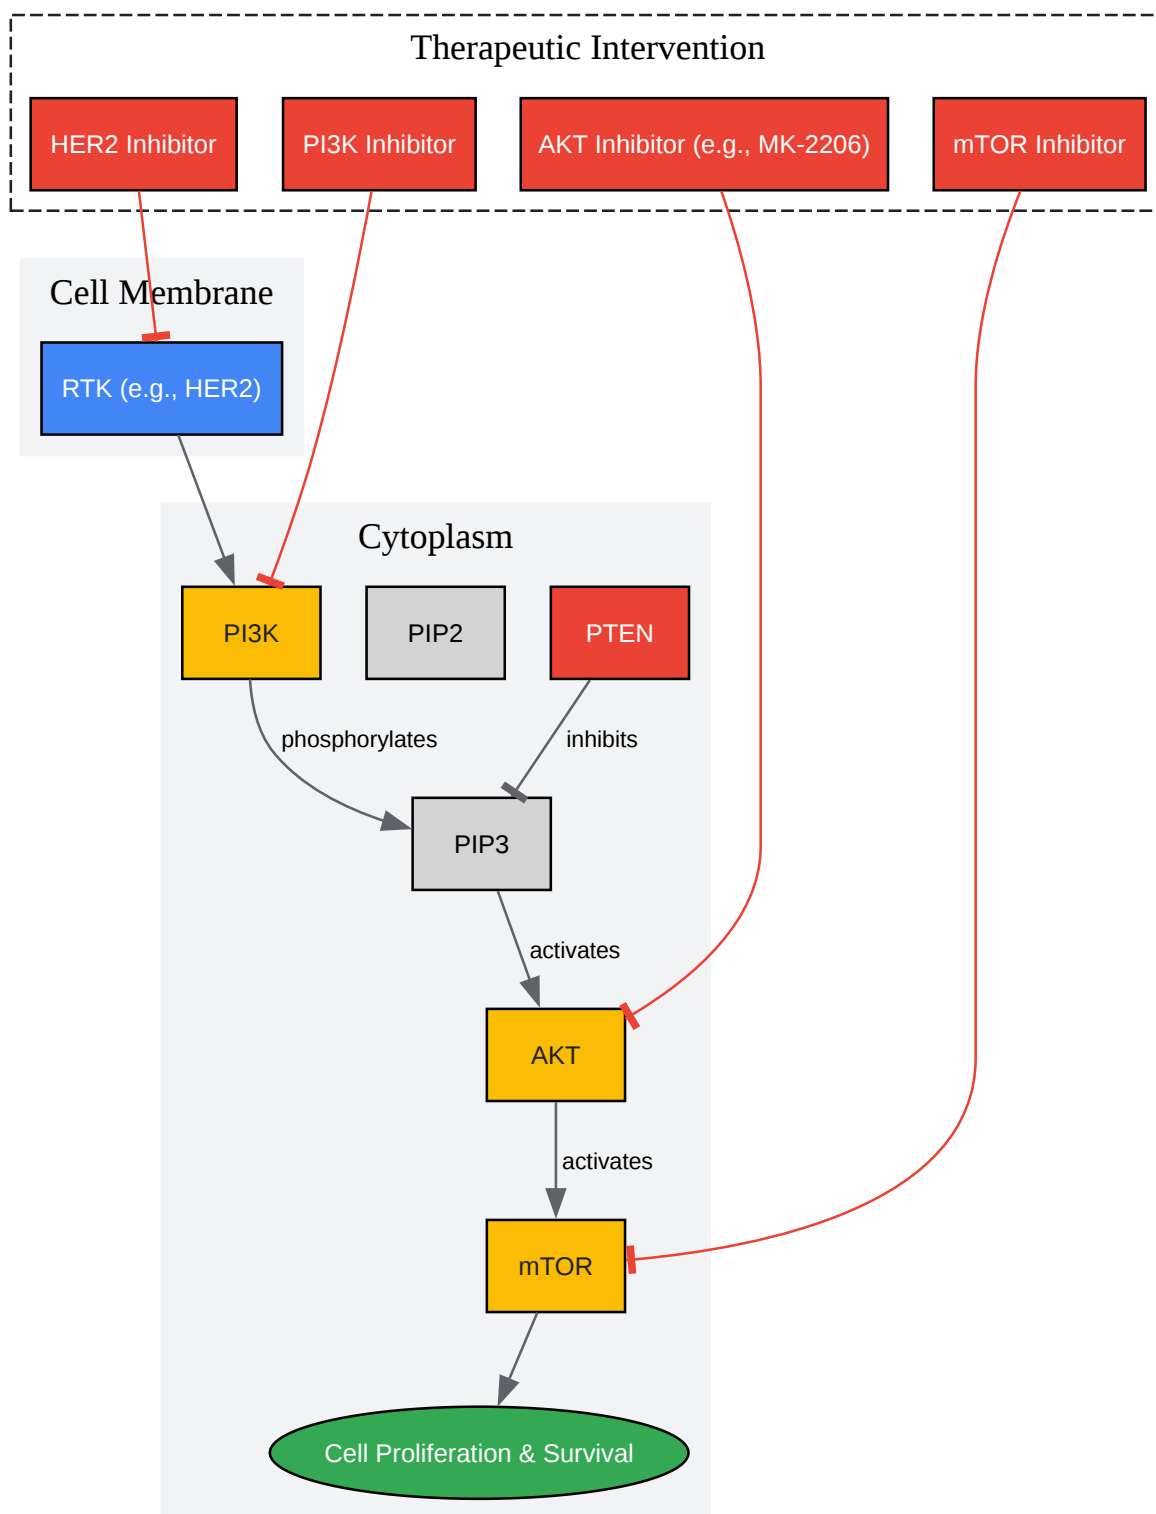 Therapeutic Intervention
HER2 Inhibitor
PI3K Inhibitor
AKT Inhibitor (e.g., MK-2206)
mTOR Inhibitor
Cell Membrane
RTK (e.g., HER2)
Cytoplasm
PI3K
PIP2
PTEN
phosphorylates
inhibits
PIP3
activates
AKT
activates
mTOR
Cell Proliferation & Survival